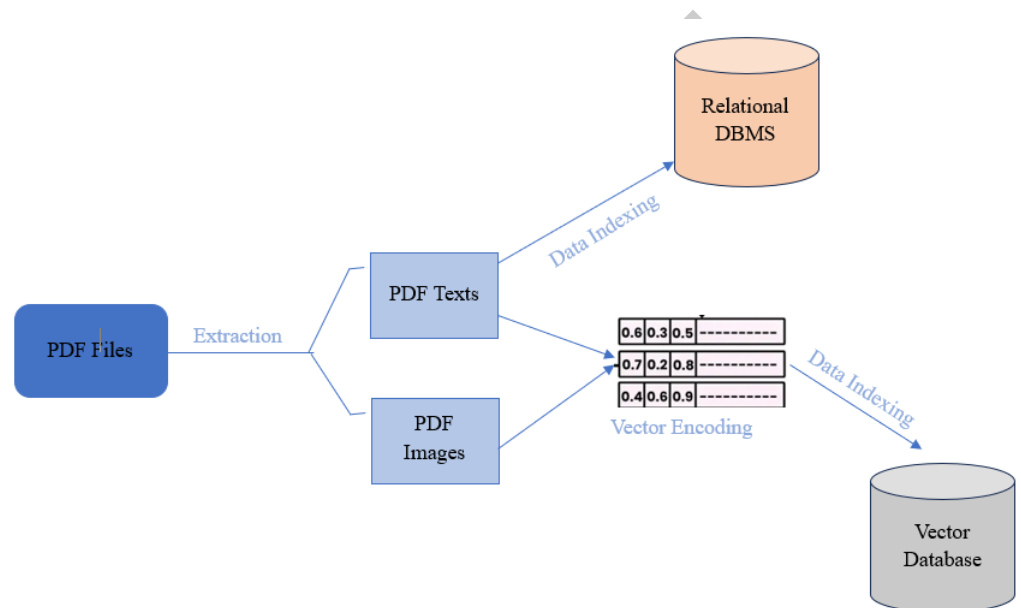 Relational
DBMS
Data Indexing
PDF Texts
PDF Files
Extraction
0.6 0.3 0.5 -----------
0.7 0.2 0.8 -----------
0.4 0.6 0.9 -----------
Vector Encoding
Data Indexing
PDF
Images
Vector
Database